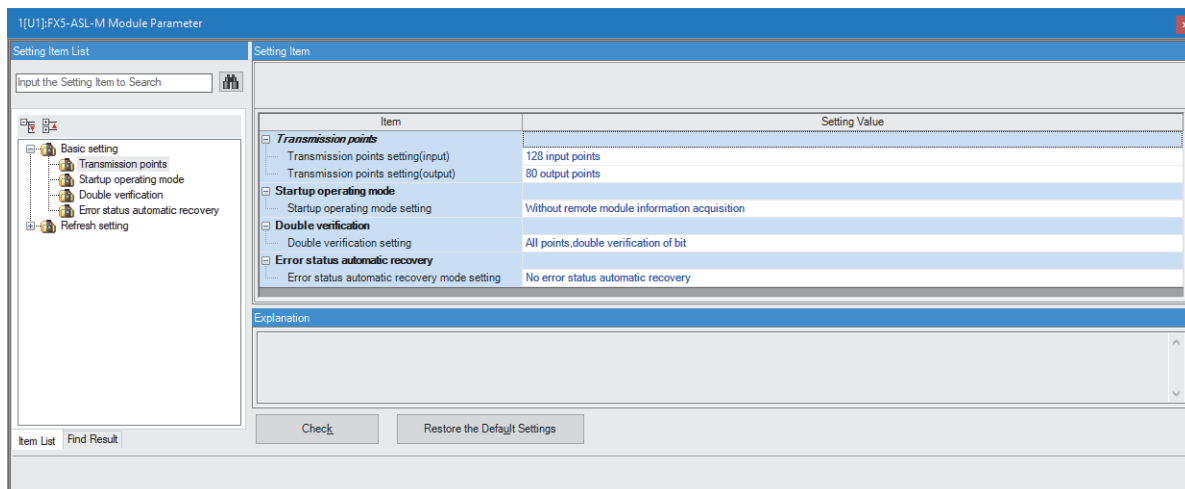 1[U1]:FX5-ASL-M Module Parameter
Setting Item List
Input the Setting Item to Search
Basic setting
Transmission points
Startup operating mode
Double verification
Error status automatic recovery
Refresh setting
Item List Find Result
Setting Item
Item Setting Value
Transmission points
Transmission points setting(input) 128 input points
Transmission points setting(output) 80 output points
Startup operating mode
Startup operating mode setting Without remote module information acquisition
Double verification
Double verification setting All points,double verification of bit
Error status automatic recovery
Error status automatic recovery mode setting No error status automatic recovery
Explanation
Check Restore the Default Settings